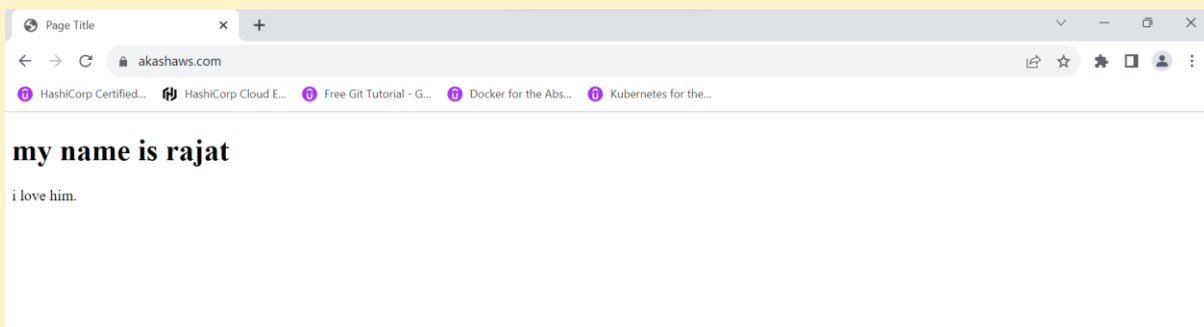 Page Title
akashaws.com
HashiCorp Certified... HashiCorp Cloud E... Free Git Tutorial - G... Docker for the Abs... Kubernetes for the...
my name is rajat
i love him.